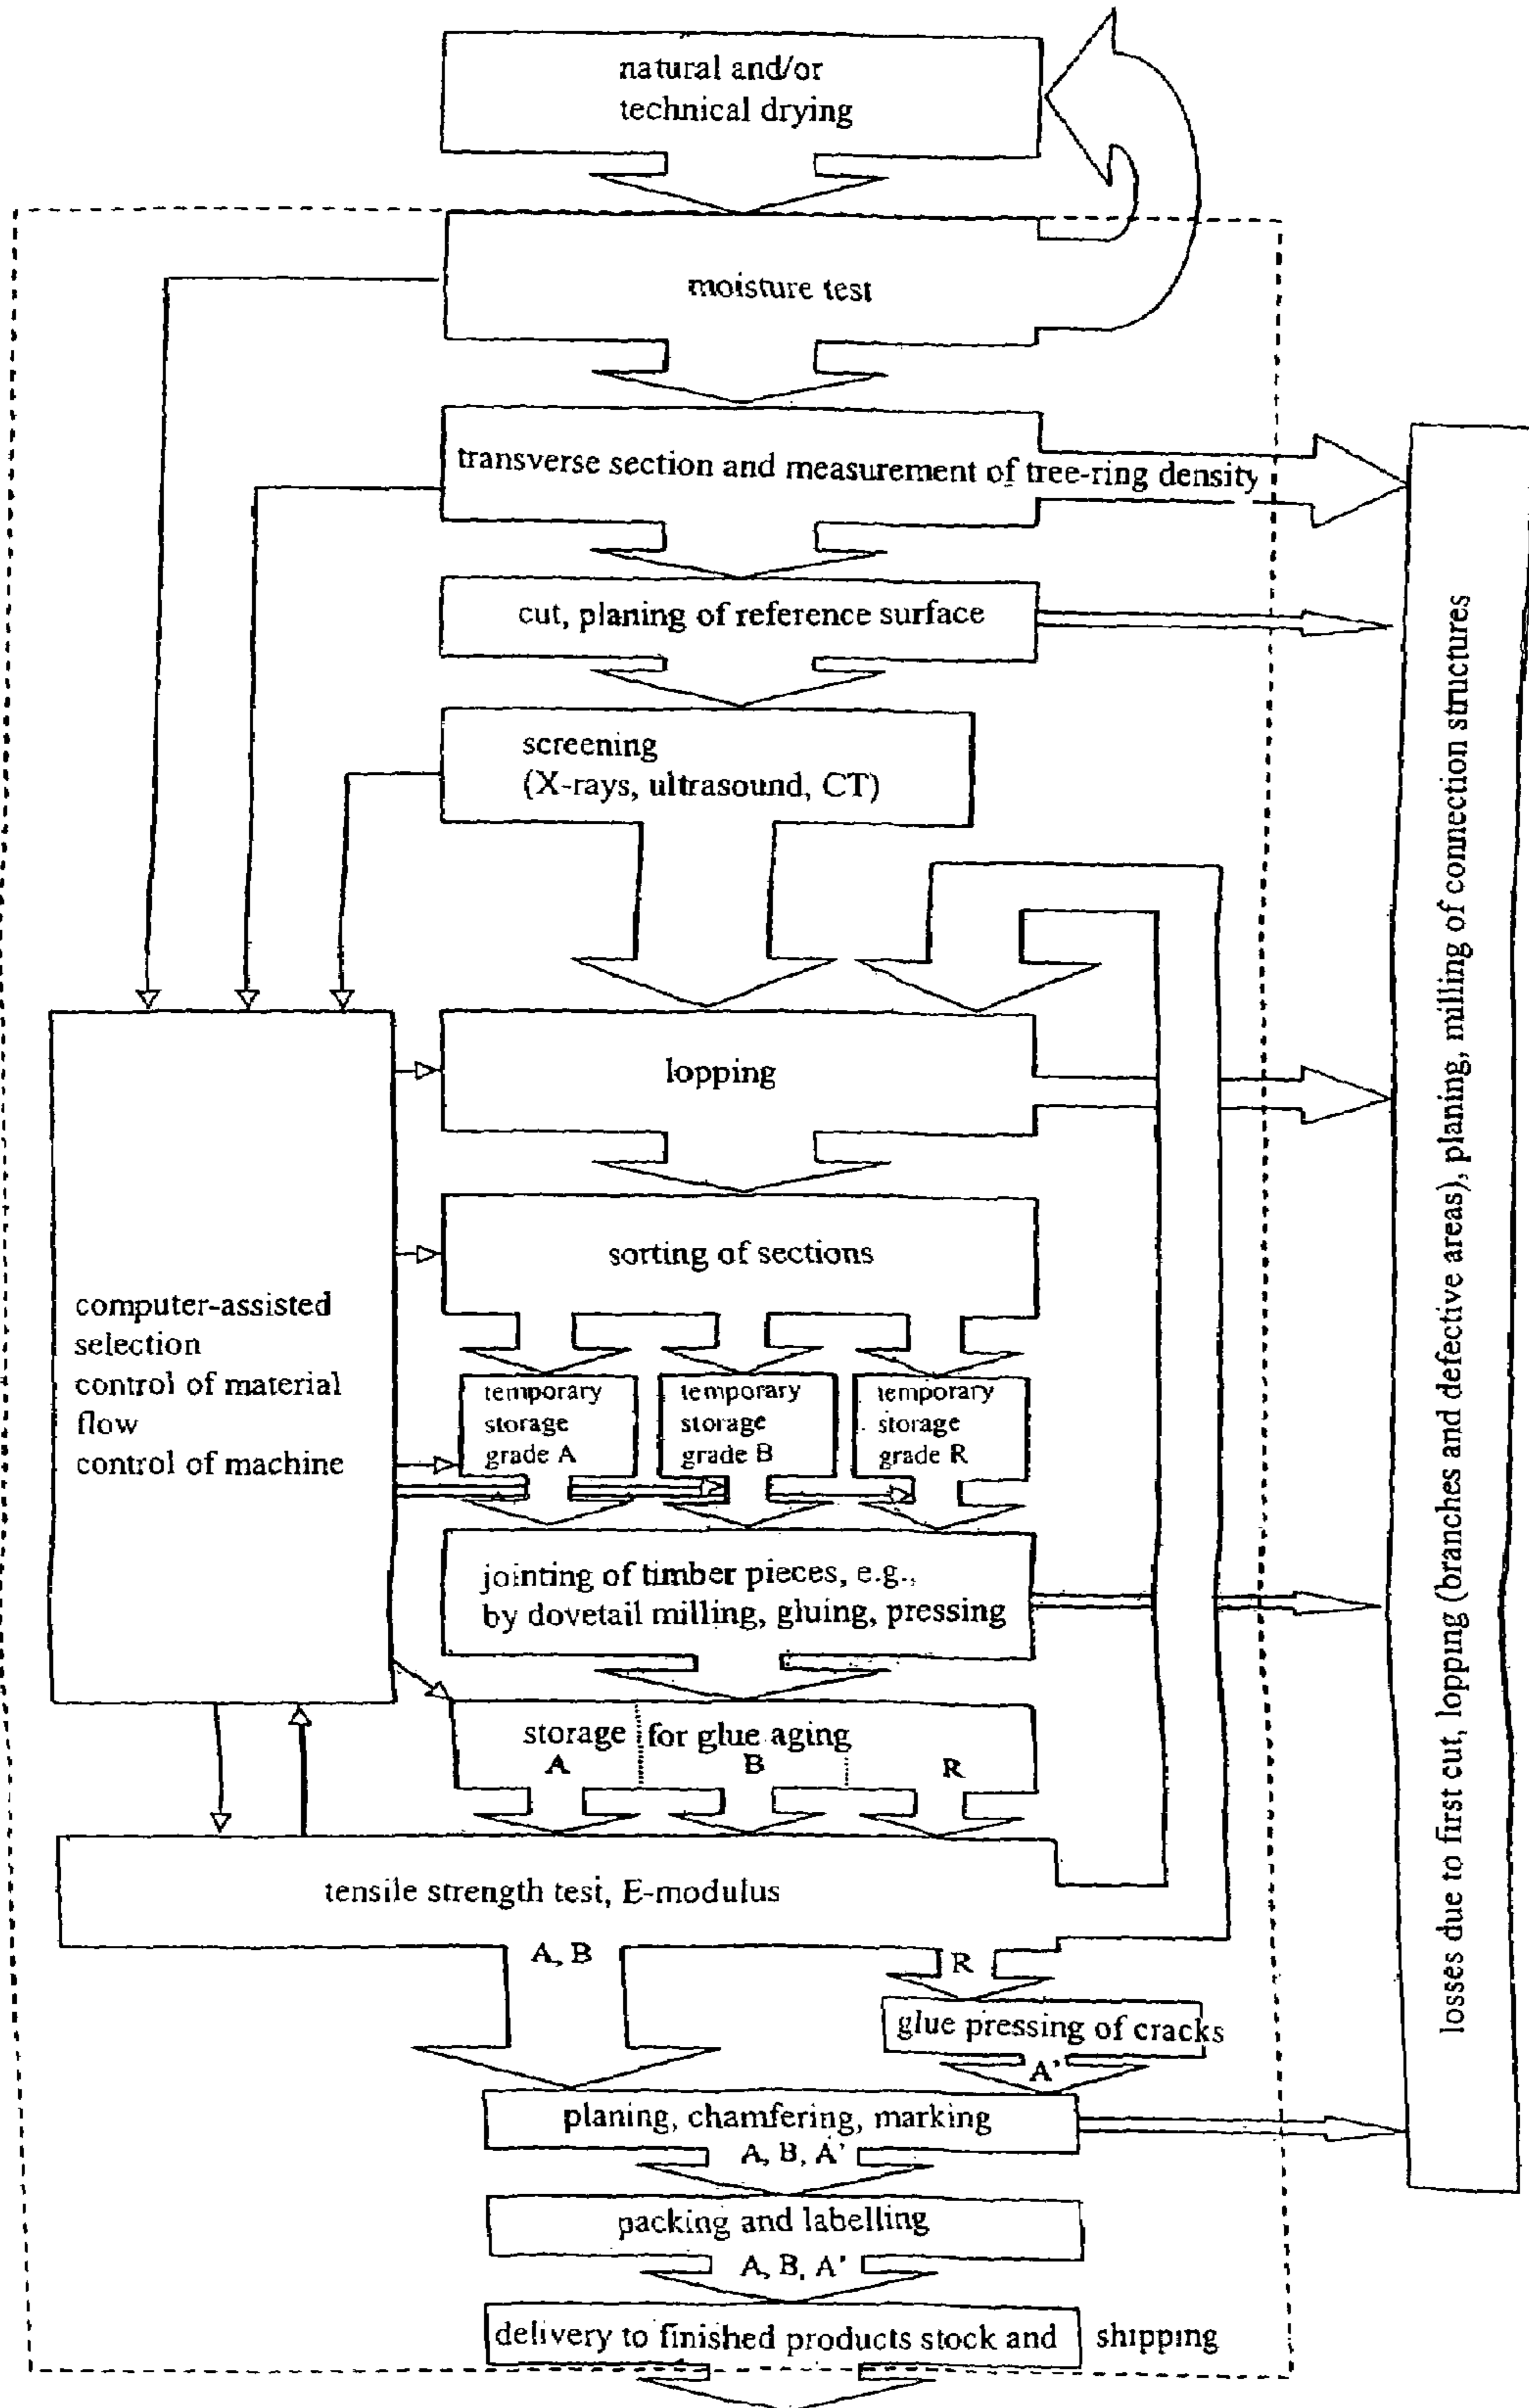 natural and/or
technical drying
moisture test
transverse section and measurement of tree-ring density
cut, planing of reference surface
screening
(X-rays, ultrasound, CT)
lopping
sorting of sections
computer-assisted
selection
control of material
flow
control of machine
temporary
storage
grade A
temporary
storage
grade B
temporary
storage
grade R
jointing of timber pieces, e.g.,
by dovetail milling, gluing, pressing
storage for glue aging
A B R
tensile strength test, E-modulus
A, B
R
glue pressing of cracks
A'
planing, chamfering, marking
A, B, A'
packing and labelling
A, B, A'
delivery to finished products stock and shipping
losses due to first cut, lopping (branches and defective areas), planing, milling of connection structures